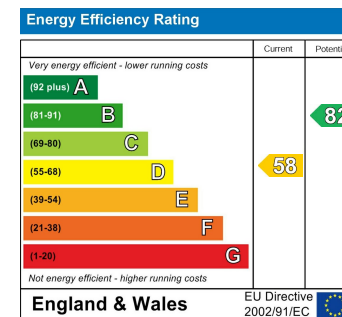 Energy Efficiency Rating
Current Potenti
Very energy efficient - lower running costs
(92 plus) A
(81-91) B
82
(69-80) C
(55-68) D
58
(39-54) E
(21-38) F
(1-20) G
Not energy efficient - higher running costs
England & Wales
EU Directive
2002/91/EC